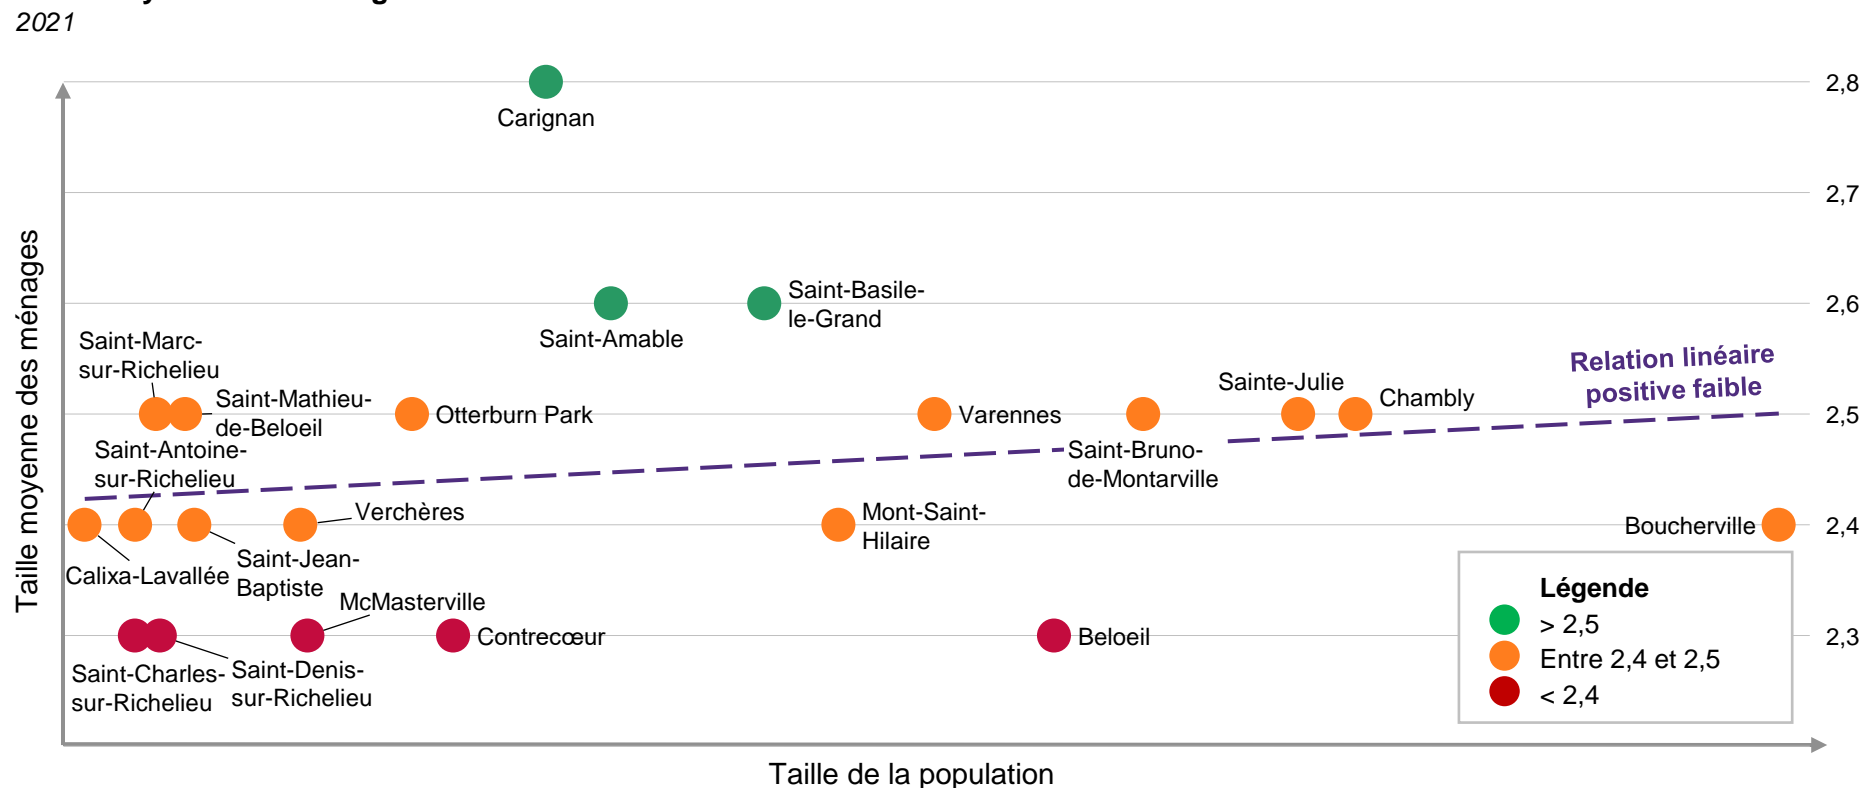 2021
2,8
Carignan
2,7
Taille moyenne des ménages
Saint-Basile-
le-Grand
2,6
Saint-Amable
Saint-Marc-
sur-Richelieu
Relation linéaire
positive faible
Saint-Mathieu-
de-Beloeil
Otterburn Park
Varennes
Sainte-Julie
Chambly
2,5
Saint-Antoine-
sur-Richelieu
Saint-Bruno-
de-Montarville
Verchères
Mont-Saint-
Hilaire
Boucherville
2,4
Calixa-Lavallée
Saint-Jean-
Baptiste
McMasterville
Contrecœur
Beloeil
2,3
Saint-Charles-
sur-Richelieu
Saint-Denis-
sur-Richelieu
Légende
> 2,5
Entre 2,4 et 2,5
< 2,4
Taille de la population